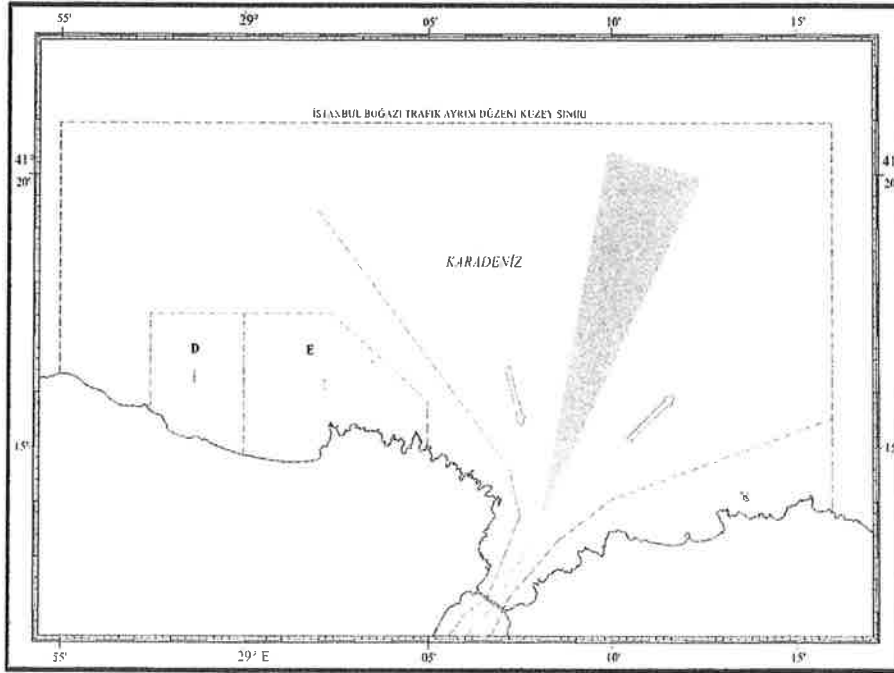 55' 29° 05' 10' 15'
İSTANBUL BOĞAZI TRAFİK AYRIM DÜZENİ KUZEY SINIRI
41° 41°
20' 20'
KARADENİZ
D E
15' 15'
55' 29° E 05' 10' 15'